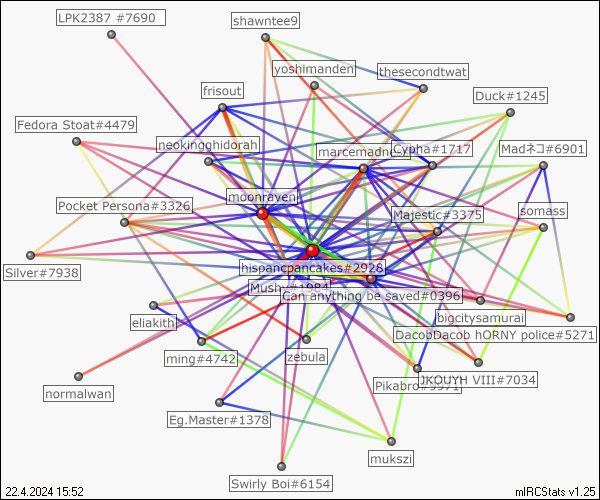 LPK2387 #7690
shawntee9
yoshimanden
thesecondtwat
frisout
Duck#1245
Fedora Stoat#4479
neokingghidorah
marcemadn
Cypha#1717
Madネコ#6901
moonraven
Pocket Persona#3326
Majestic#3375
somass
Silver#7938
hispancpancakes#2928
Mushy#1984
Can anything be saved#0396
eliakith
bigcitysamurai
DacobDacob hORNY police#5271
ming#4742
zebula
normalwan
Pikabro#
JKOUYH VIII#7034
Eg.Master#1378
mukszi
Swirly Boi#6154
22.4.2024 15:52
mIRCStats v1.25